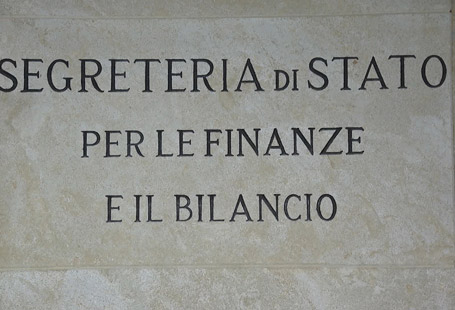 SEGRETERIA DI STATO
PER LE FINANZE
E IL BILANCIO